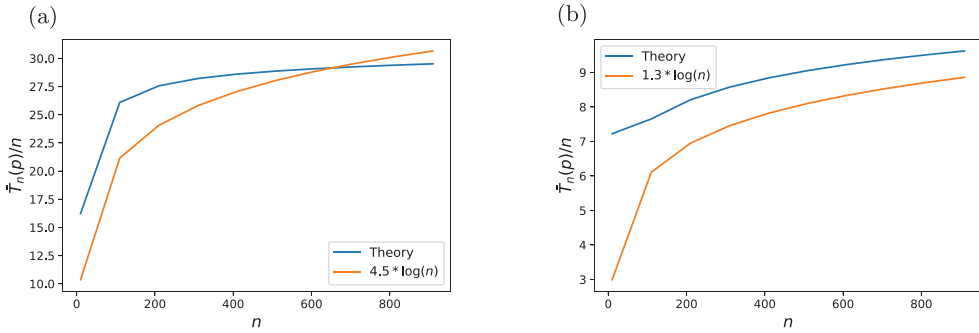 (a)
30.0
27.5
25.0
22.5
20.0
17.5
15.0
12.5
10.0
T̄ₙ(p)/n
0 200 400 600 800
n
Theory
4.5 * log(n)
(b)
9
8
7
6
5
4
3
T̄ₙ(p)/n
0 200 400 600 800
n
Theory
1.3 * log(n)